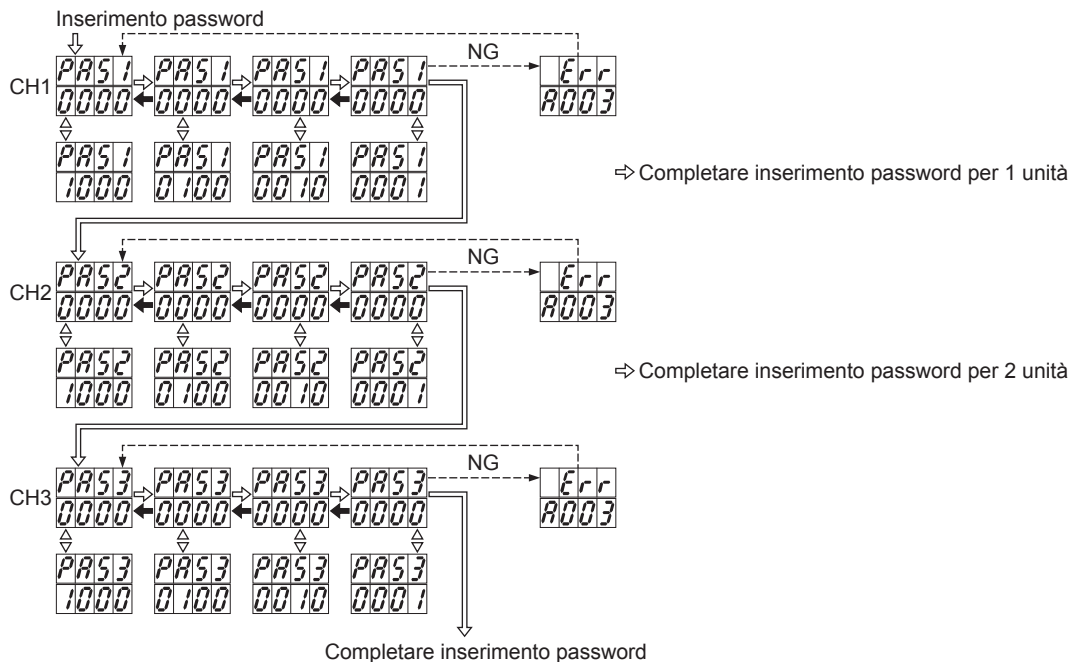 Inserimento password
NG
PAS1 PAS1 PAS1 PAS1 Err
CH1
0000 0000 0000 0000 A003
PAS1 PAS1 PAS1 PAS1
1000 0100 0010 0001
⇨ Completare inserimento password per 1 unità
NG
PAS2 PAS2 PAS2 PAS2 Err
CH2
0000 0000 0000 0000 A003
PAS2 PAS2 PAS2 PAS2
1000 0100 0010 0001
⇨ Completare inserimento password per 2 unità
NG
PAS3 PAS3 PAS3 PAS3 Err
CH3
0000 0000 0000 0000 A003
PAS3 PAS3 PAS3 PAS3
1000 0100 0010 0001
Completare inserimento password